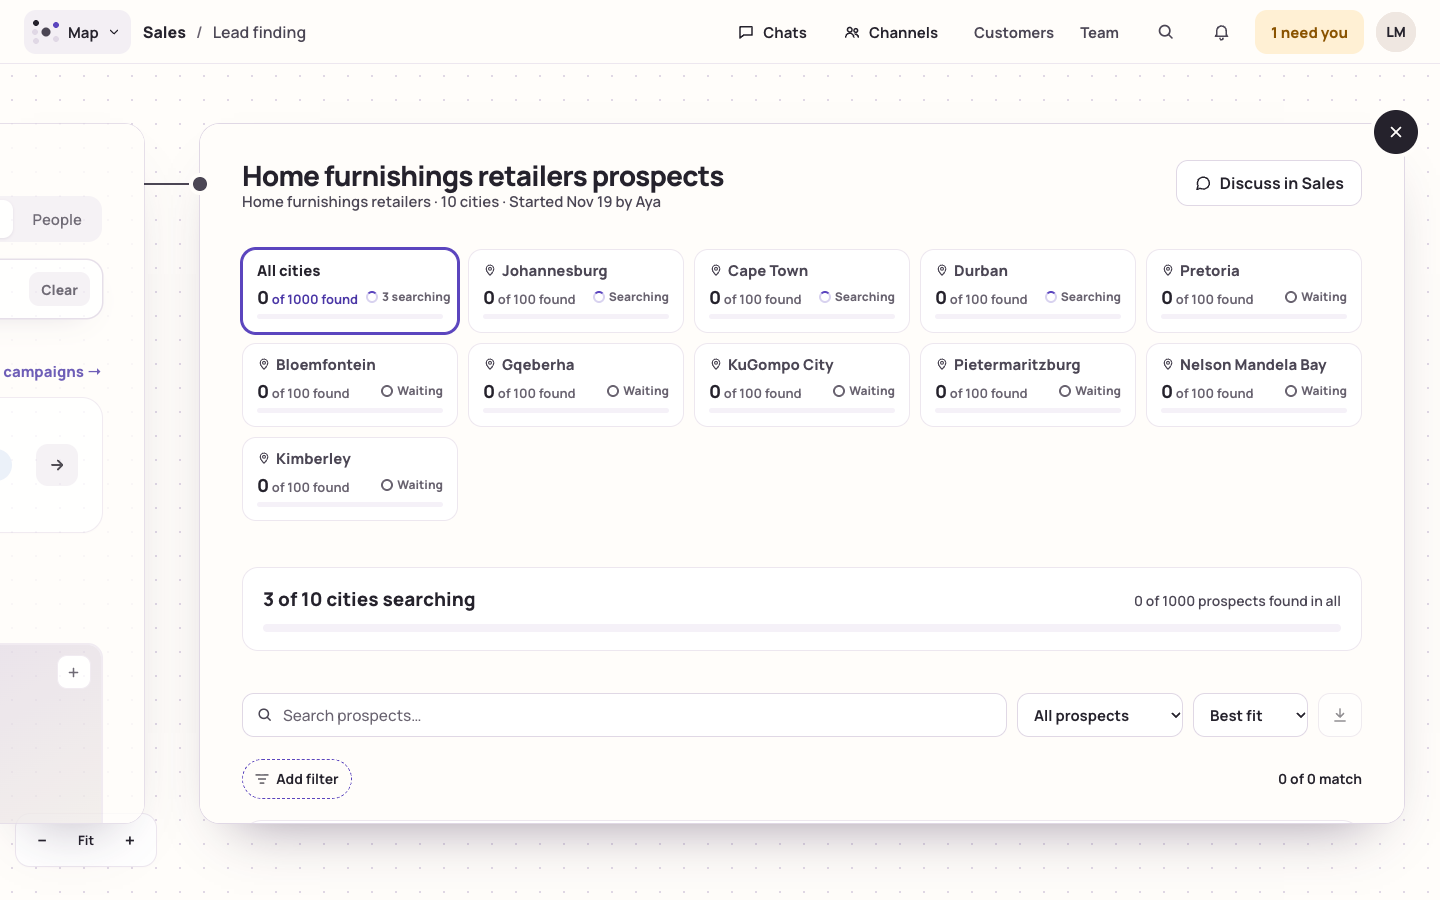 Map
Sales / Lead finding
Chats
Channels
Customers
Team
1 need you
LM
People
Clear
campaigns →
Home furnishings retailers prospects
Home furnishings retailers · 10 cities · Started Nov 19 by Aya
Discuss in Sales
All cities
0 of 1000 found
3 searching
Johannesburg
0 of 100 found
Searching
Cape Town
0 of 100 found
Searching
Durban
0 of 100 found
Searching
Pretoria
0 of 100 found
Waiting
Bloemfontein
0 of 100 found
Waiting
Gqeberha
0 of 100 found
Waiting
KuGompo City
0 of 100 found
Waiting
Pietermaritzburg
0 of 100 found
Waiting
Nelson Mandela Bay
0 of 100 found
Waiting
Kimberley
0 of 100 found
Waiting
3 of 10 cities searching
0 of 1000 prospects found in all
Search prospects...
All prospects
Best fit
Add filter
0 of 0 match
− Fit +